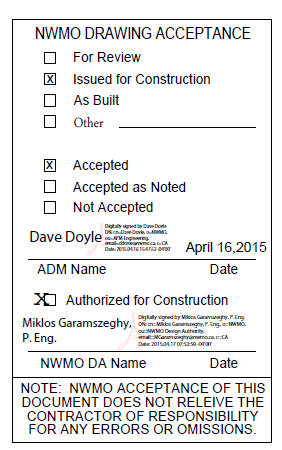 NWMO DRAWING ACCEPTANCE
For Review
X Issued for Construction
As Built
Other
X Accepted
Accepted as Noted
Not Accepted
Dave Doyle
Digitally signed by Dave Doyle
DN: cn=Dave Doyle, o=NWMO,
ou=APM Engineering,
email=ddoyle@nwmo.ca, c=CA
Date: 2015.04.16 15:47:53 -04'00'
April 16,2015
ADM Name Date
X Authorized for Construction
Miklos Garamszeghy,
P. Eng.
Digitally signed by Miklos Garamszeghy, P. Eng.
DN: cn=Miklos Garamszeghy, P. Eng., o=NWMO,
ou=NWMO Design Authority,
email=MGaramszeghy@nwmo.ca, c=CA
Date: 2015.04.17 07:53:59 -04'00'
NWMO DA Name Date
NOTE: NWMO ACCEPTANCE OF THIS
DOCUMENT DOES NOT RELEIVE THE
CONTRACTOR OF RESPONSIBILITY
FOR ANY ERRORS OR OMISSIONS.